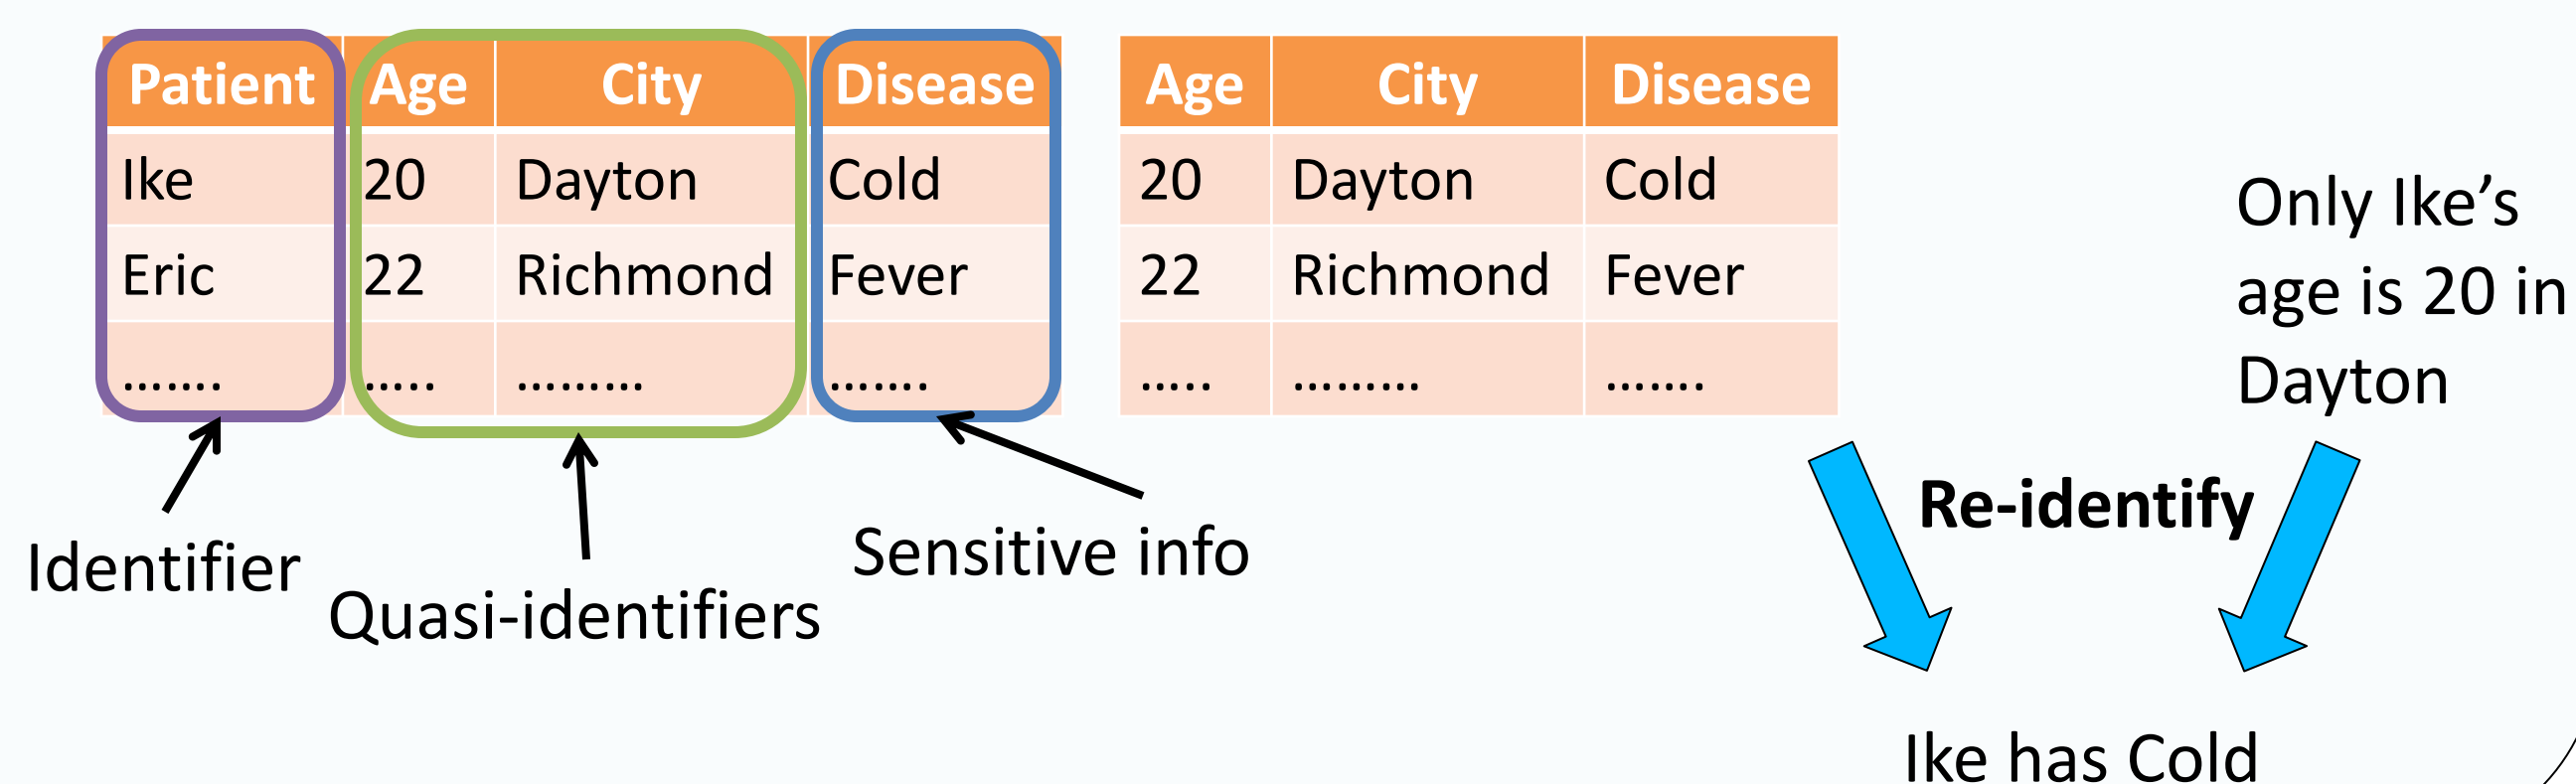 Patient Age City Disease
Ike 20 Dayton Cold
Eric 22 Richmond Fever
....... ..... ......... .......
Identifier
Quasi-identifiers
Sensitive info
Age City Disease
20 Dayton Cold
22 Richmond Fever
..... ......... .......
Only Ike’s
age is 20 in
Dayton
Re-identify
Ike has Cold